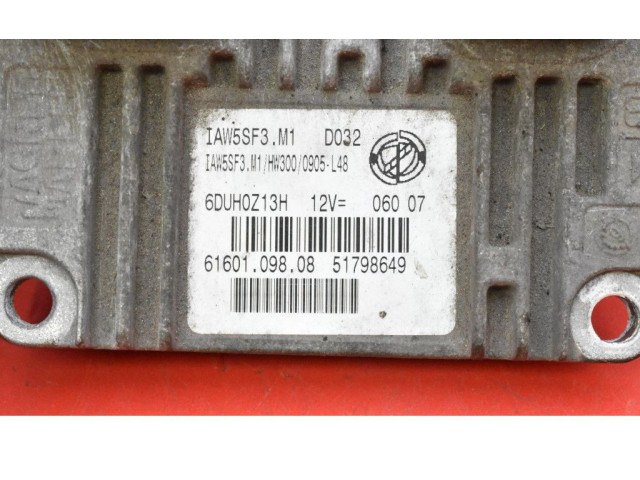 IAW5SF3.M1 D032
IAW5SF3.M1/HW300/0905-L48
6DUH0Z13H 12V= 060 07
61601.098.08 51798649